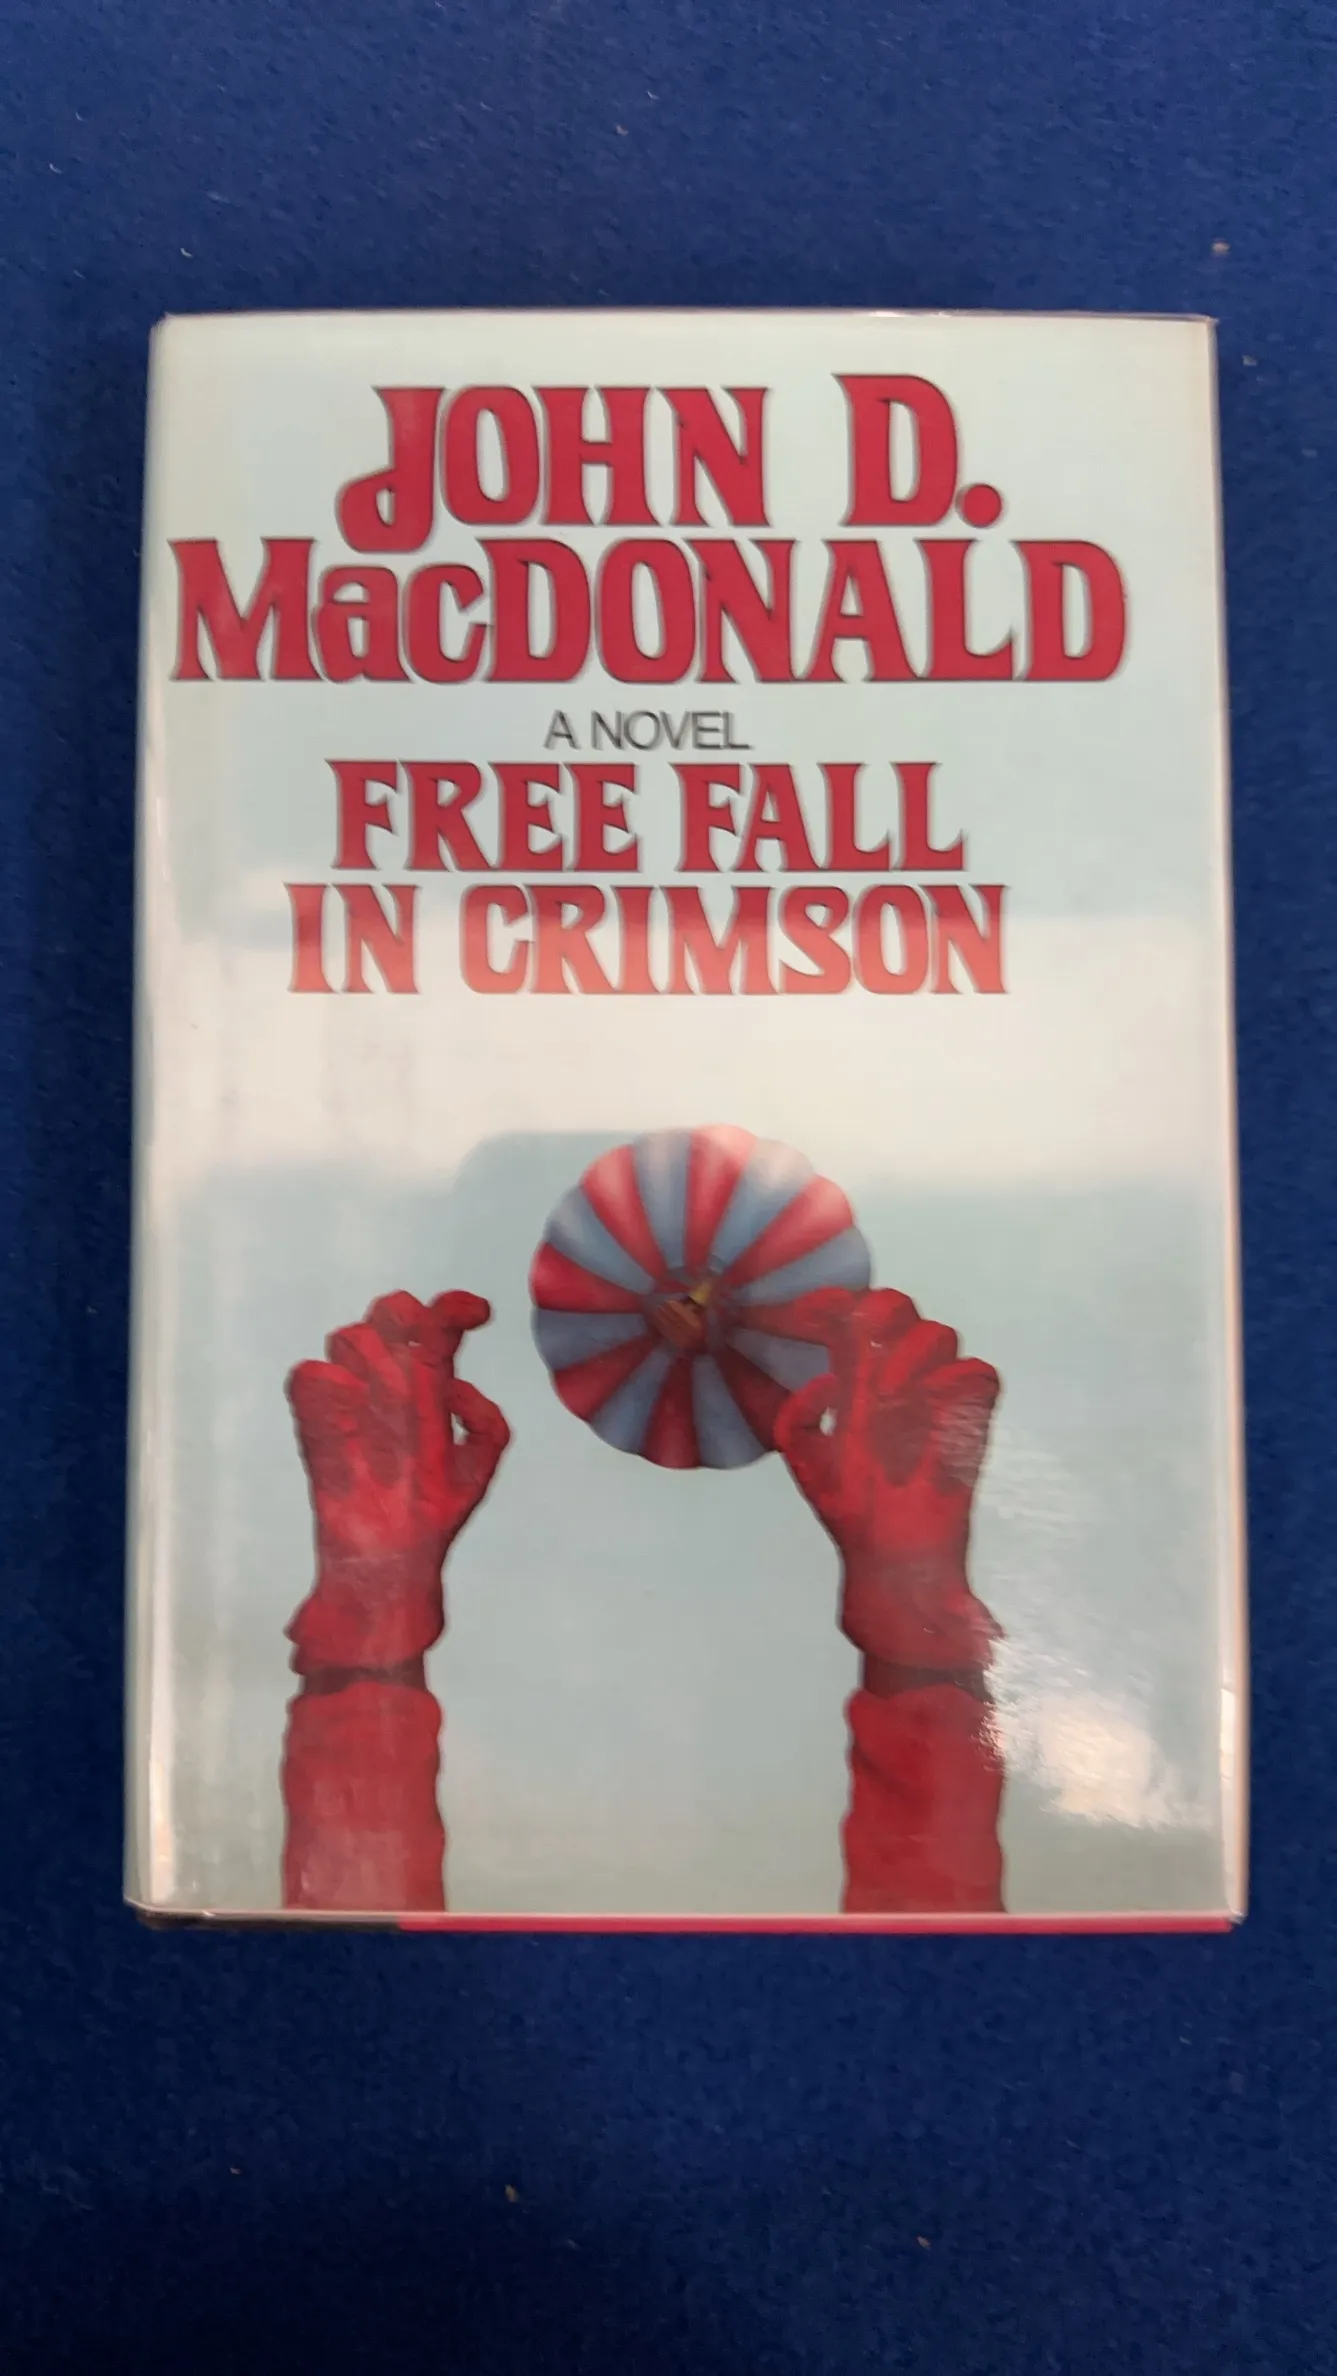 JOHN D.
MacDONALD
A NOVEL
FREE FALL
IN CRIMSON